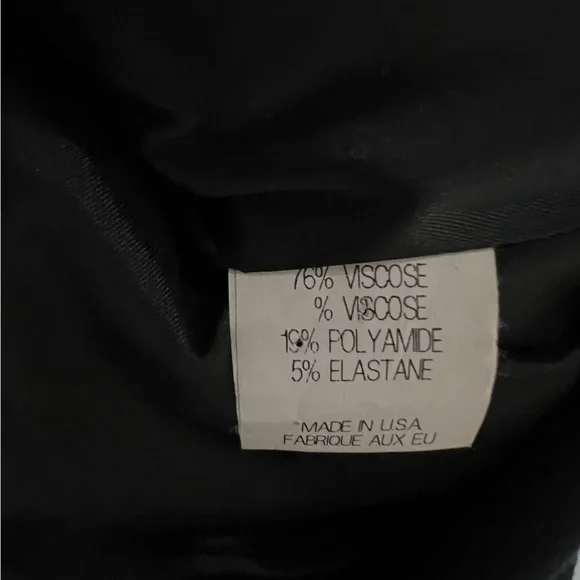 76% VISCOSE
% VISCOSE
19% POLYAMIDE
5% ELASTANE
MADE IN U.S.A
FABRIQUE AUX EU